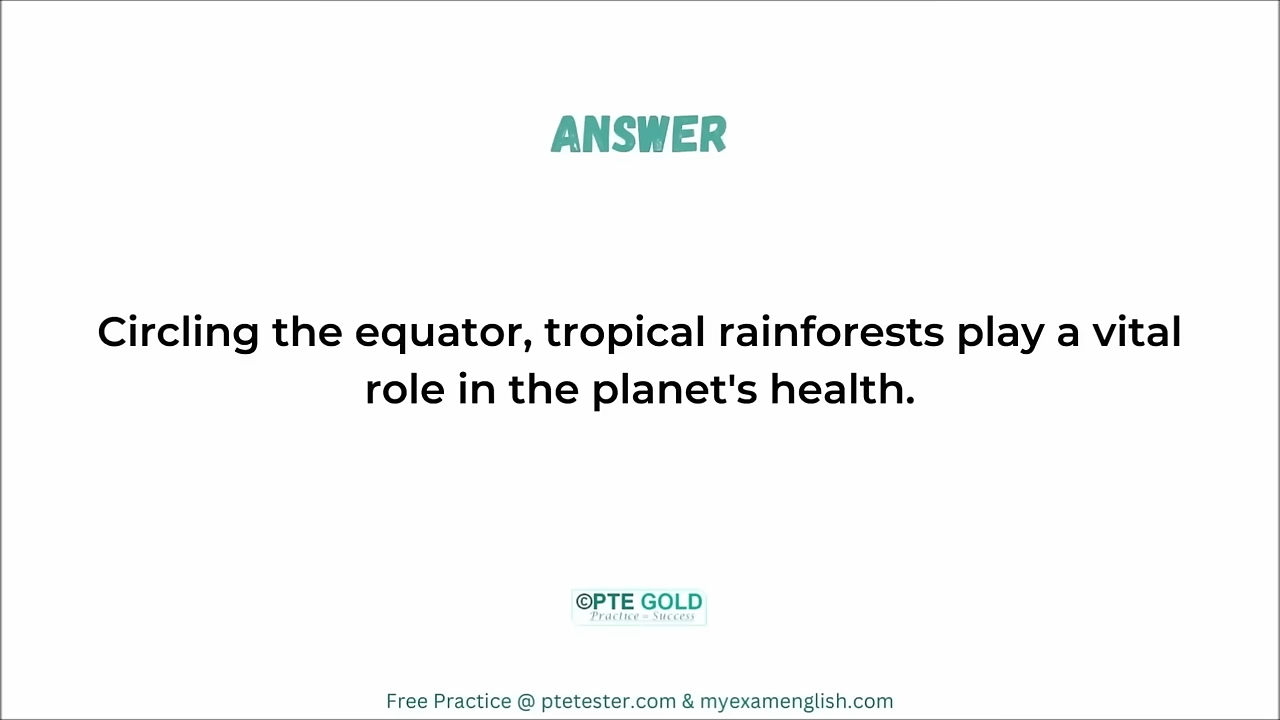 ANSWER
Circling the equator, tropical rainforests play a vital
role in the planet's health.
©PTE GOLD
Practice = Success
Free Practice @ ptetester.com & myexamenglish.com